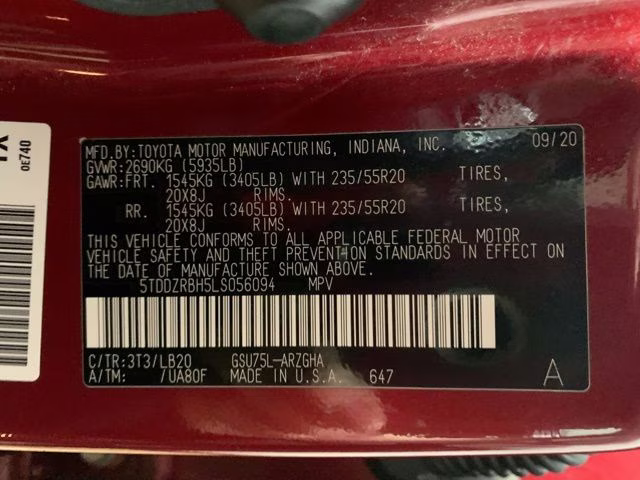 MFD.BY:TOYOTA MOTOR MANUFACTURING, INDIANA, INC. 09/20
GVWR:2690KG (5935LB)
GAWR:FRT. 1545KG (3405LB) WITH 235/55R20 TIRES,
20X8J RIMS.
RR. 1545KG (3405LB) WITH 235/55R20 TIRES,
20X8J RIMS.
THIS VEHICLE CONFORMS TO ALL APPLICABLE FEDERAL MOTOR
VEHICLE SAFETY AND THEFT PREVENTION STANDARDS IN EFFECT ON
THE DATE OF MANUFACTURE SHOWN ABOVE.
5TDDZRBH5LS056094 MPV
C/TR:3T3/LB20 GSU75L-ARZGHA
A/TM: /UA80F MADE IN U.S.A. 647 A
0E740